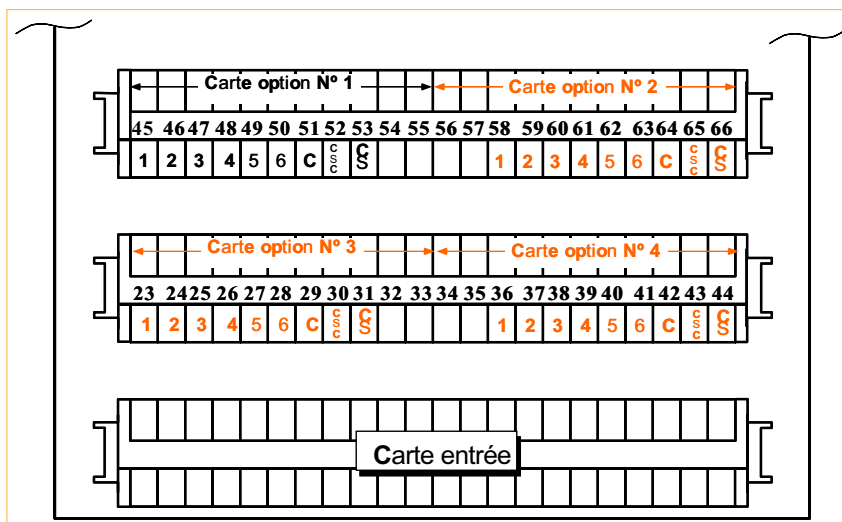 Carte option Nº 1 Carte option Nº 2
45 46 47 48 49 50 51 52 53 54 55 56 57 58 59 60 61 62 63 64 65 66
1 2 3 4 5 6 C CSC CS 1 2 3 4 5 6 C CSC CS
Carte option Nº 3 Carte option Nº 4
23 24 25 26 27 28 29 30 31 32 33 34 35 36 37 38 39 40 41 42 43 44
1 2 3 4 5 6 C CSC CS 1 2 3 4 5 6 C CSC CS
Carte entrée